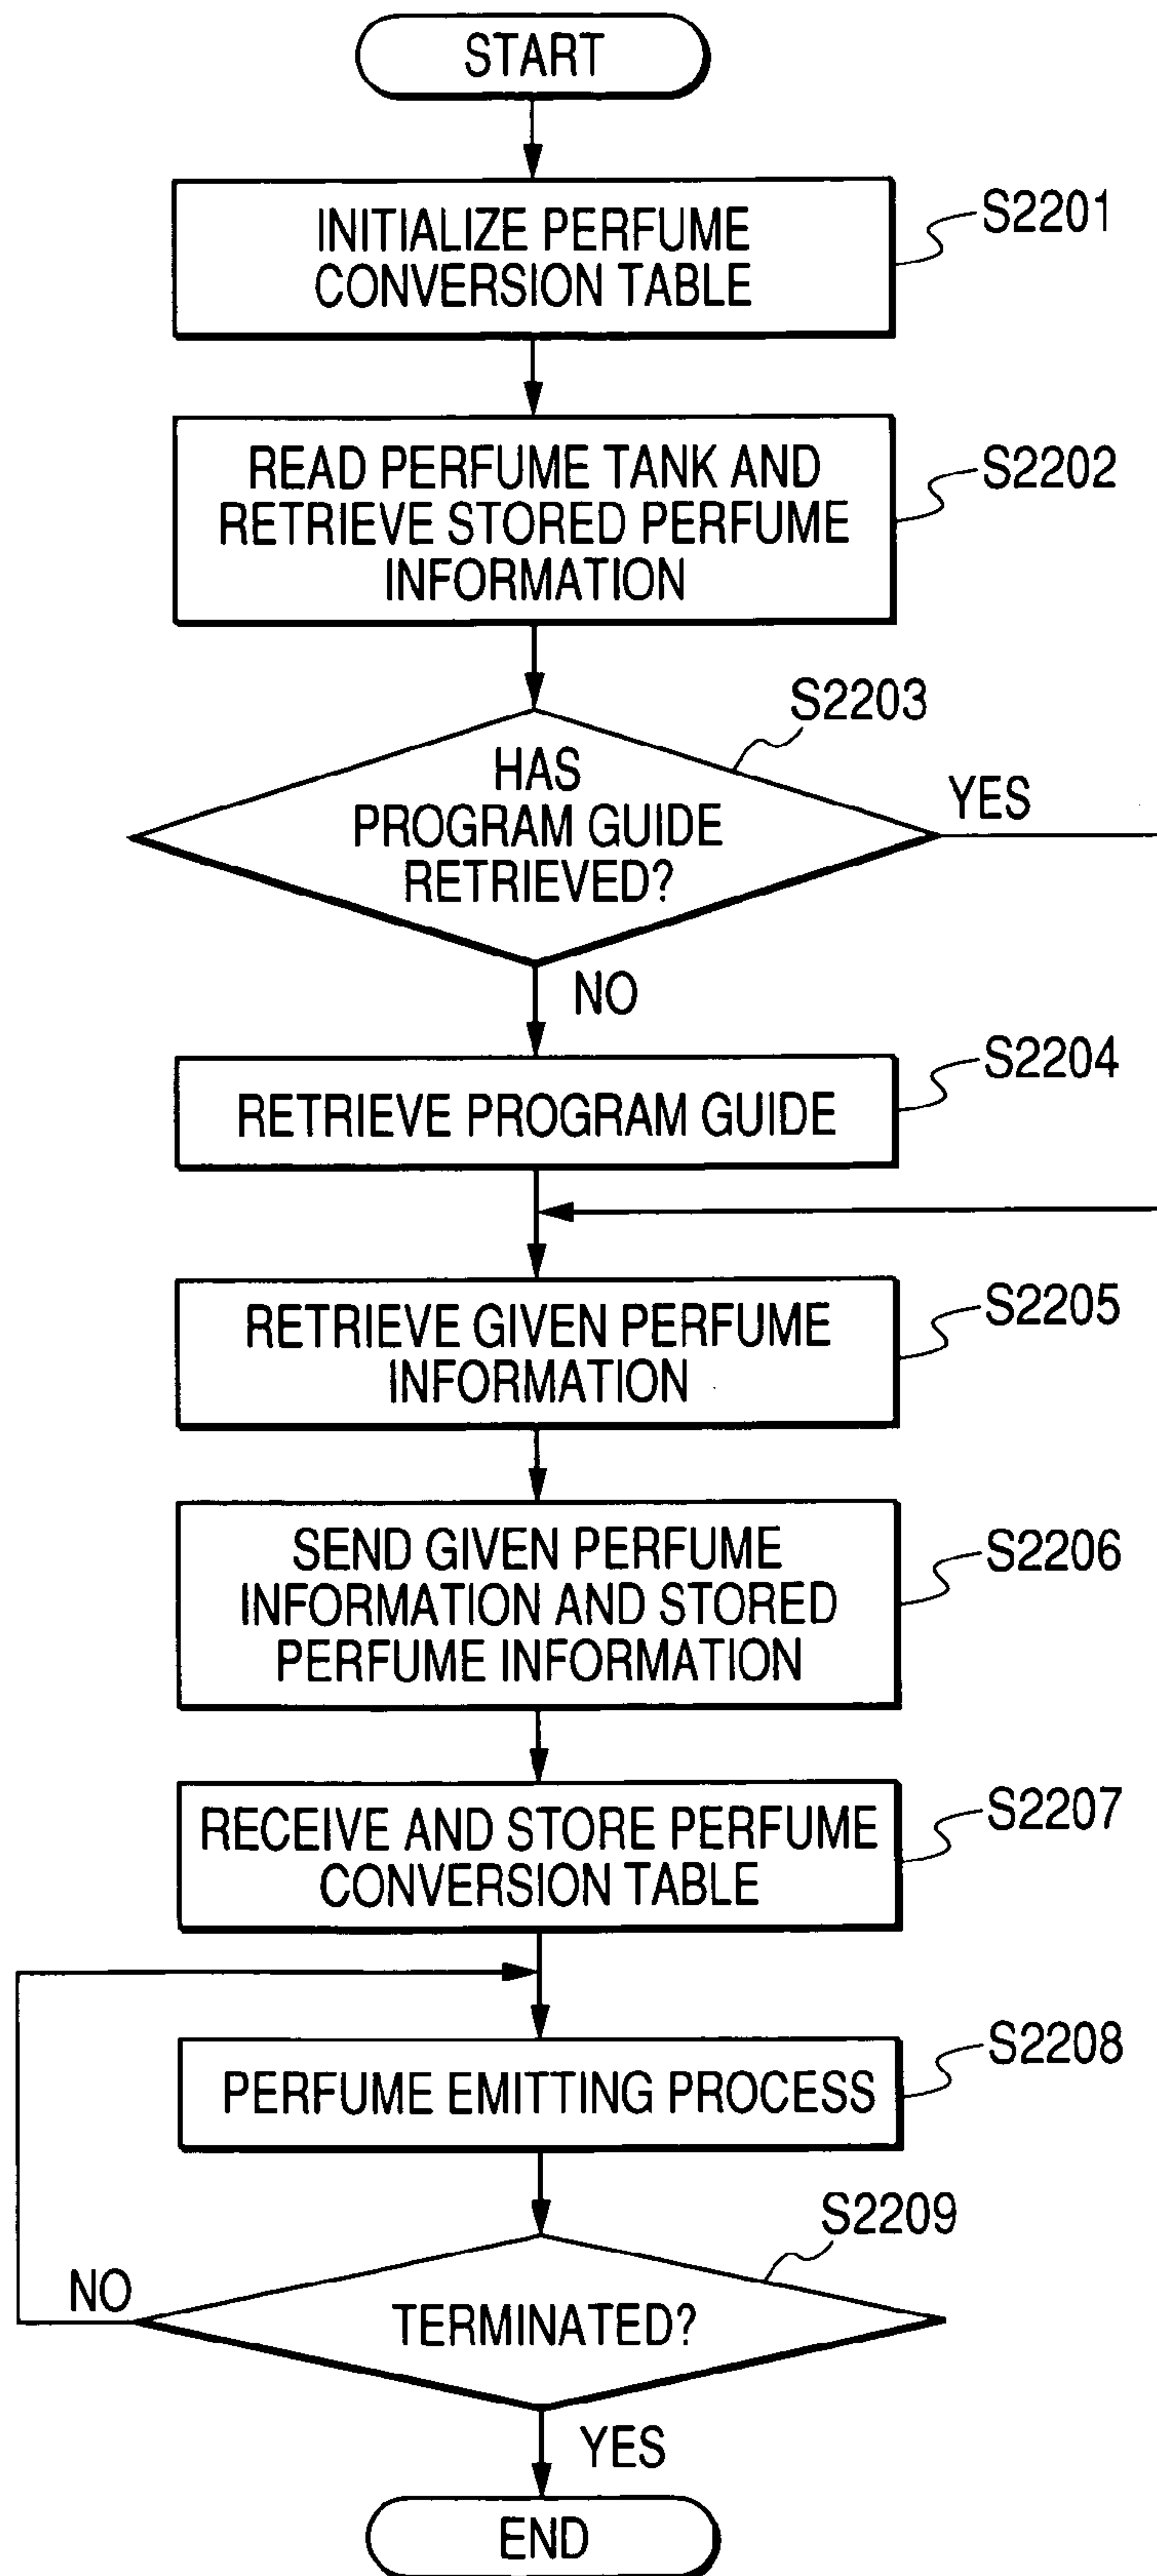 START
INITIALIZE PERFUME
CONVERSION TABLE
S2201
READ PERFUME TANK AND
RETRIEVE STORED PERFUME
INFORMATION
S2202
S2203
HAS
PROGRAM GUIDE
RETRIEVED?
YES
NO
S2204
RETRIEVE PROGRAM GUIDE
S2205
RETRIEVE GIVEN PERFUME
INFORMATION
S2206
SEND GIVEN PERFUME
INFORMATION AND STORED
PERFUME INFORMATION
S2207
RECEIVE AND STORE PERFUME
CONVERSION TABLE
S2208
PERFUME EMITTING PROCESS
S2209
NO
TERMINATED?
YES
END